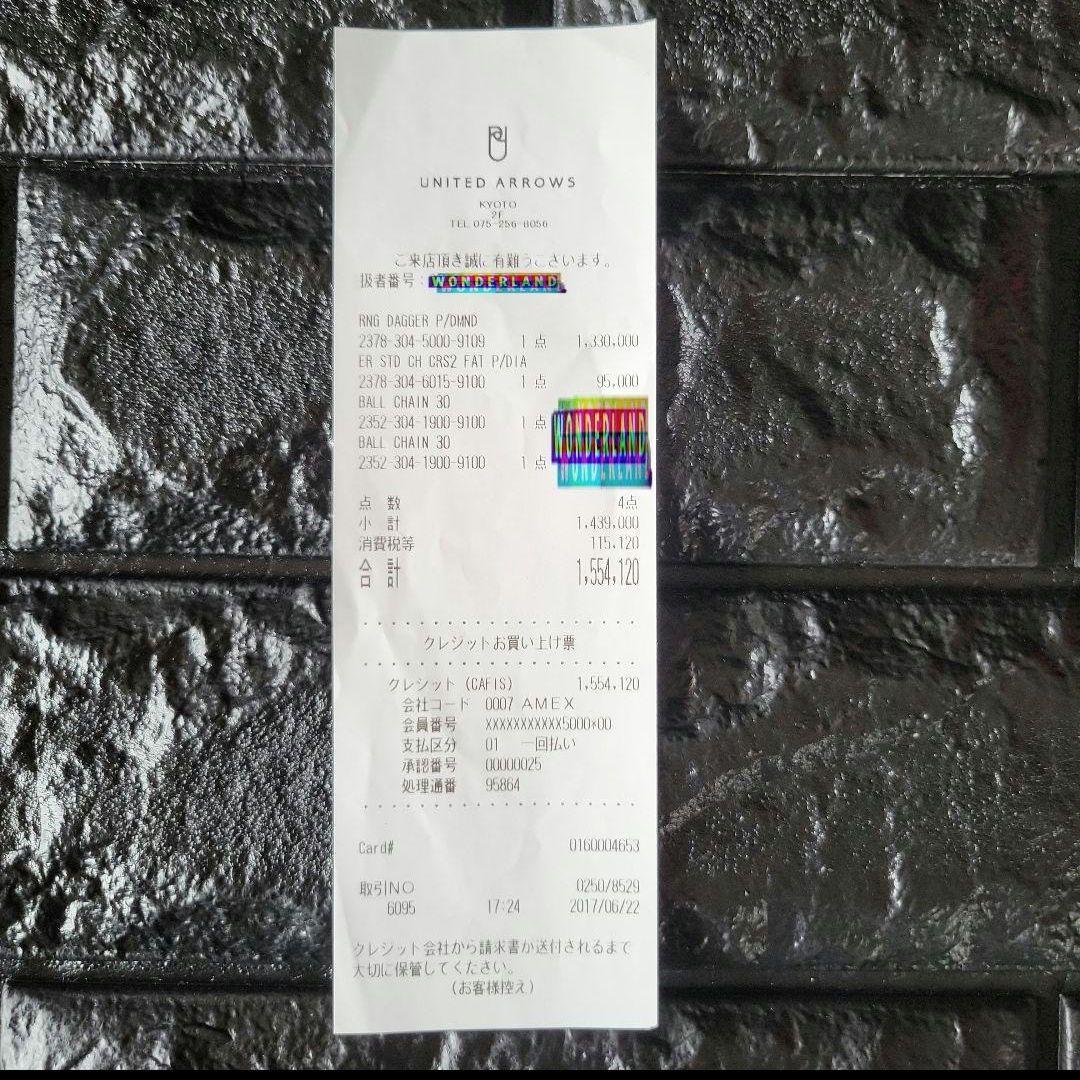 UNITED ARROWS
KYOTO
2F
TEL 075-256-8056
ご来店頂き誠に有難うございます。
扱者番号: WONDERLAND
RNG DAGGER P/DMND
2378-304-5000-9109 1点 1,330,000
ER STD CH CRS2 FAT P/DIA
2378-304-6015-9100 1点 95,000
BALL CHAIN 30
2352-304-1900-9100 1点
WONDERLAND
BALL CHAIN 30
2352-304-1900-9100 1点
点 数 4点
小 計 1,439,000
消費税等 115,120
合 計 1,554,120
クレジットお買い上げ票
クレジット(CAFIS) 1,554,120
会社コード 0007 AMEX
会員番号 XXXXXXXXXXX5000*00
支払区分 01 一回払い
承認番号 00000025
処理通番 95864
Card# 0160004653
取引NO 0250/8529
6095 17:24 2017/06/22
クレジット会社から請求書が送付されるまで
大切に保管してください。
(お客様控え)